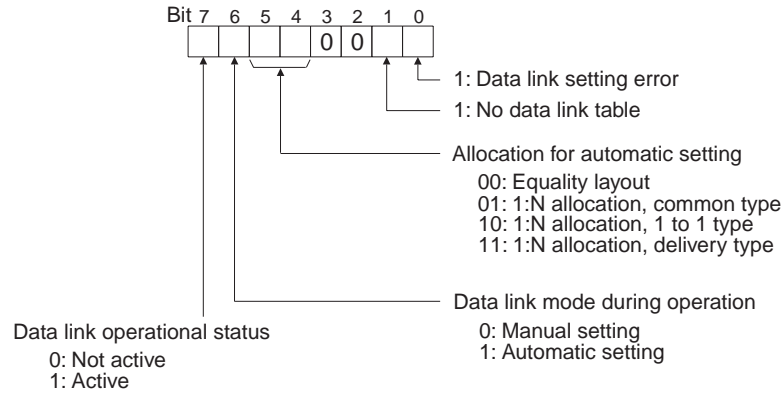 Bit 7 6 5 4 3 2 1 0
0 0
1: Data link setting error
1: No data link table
Allocation for automatic setting
00: Equality layout
01: 1:N allocation, common type
10: 1:N allocation, 1 to 1 type
11: 1:N allocation, delivery type
Data link mode during operation
0: Manual setting
1: Automatic setting
Data link operational status
0: Not active
1: Active